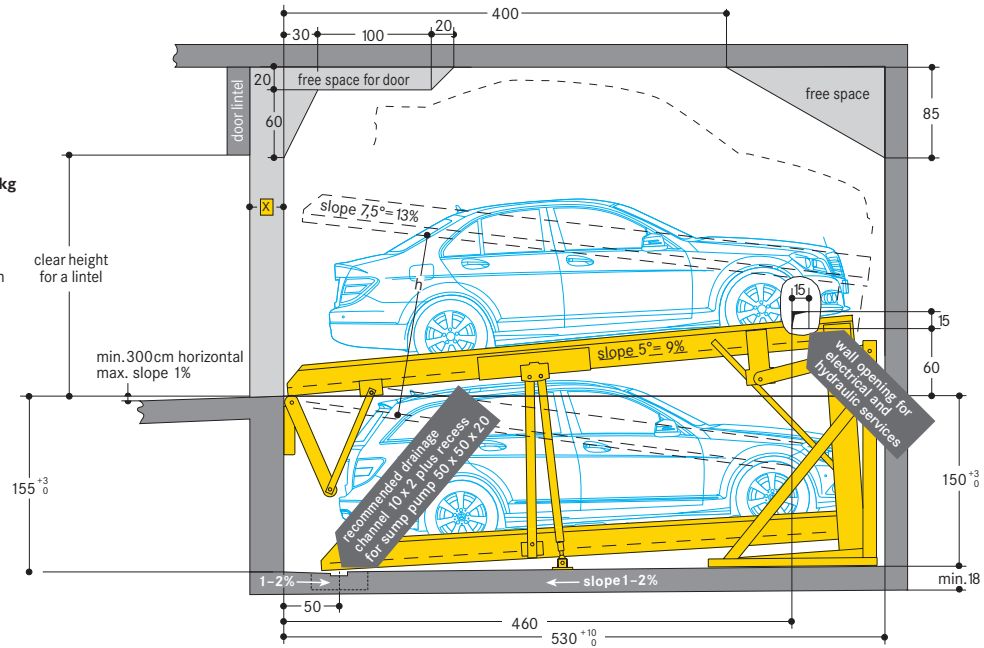 400
20
30
100
20
free space for door
free space
door lintel
60
85
kg
X
slope 7,5°= 13%
clear height
for a lintel
h
15
15
min.300cm horizontal
max. slope 1%
slope 5°= 9%
60
wall opening for
electrical and
hydraulic services
recommended drainage
channel 10 x 2 plus recess
for sump pump 50 x 50 x 20
155 +3 0
150 +3 0
1–2%
slope 1–2%
min.18
50
460
530 +10 0